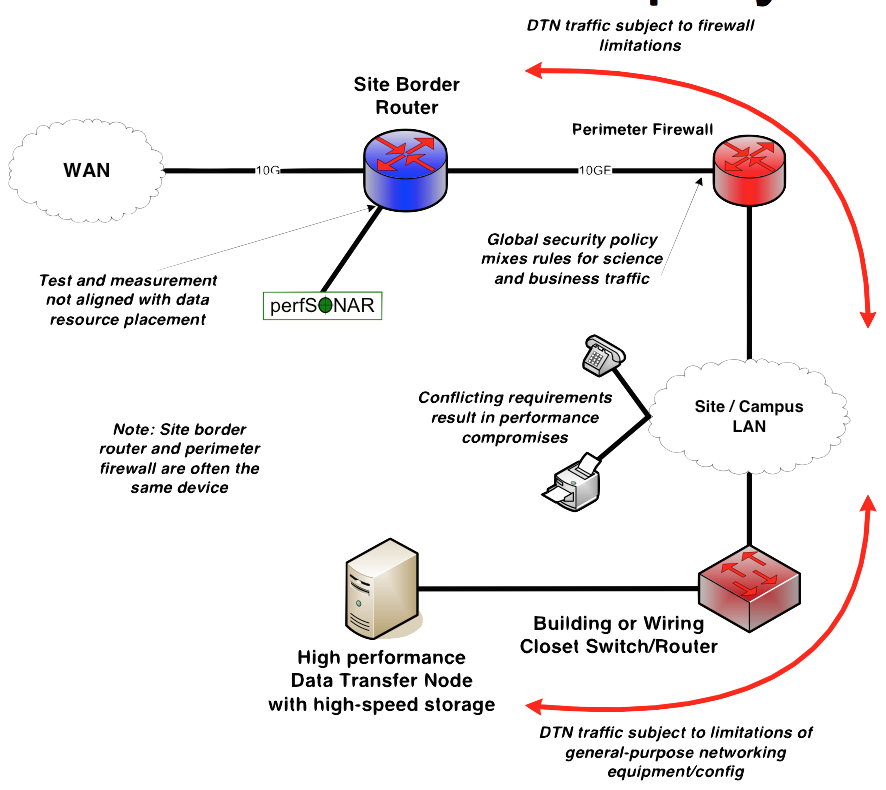 DTN traffic subject to firewall
limitations
Site Border
Router
Perimeter Firewall
WAN
10G
10GE
Global security policy
mixes rules for science
and business traffic
Test and measurement
not aligned with data
resource placement
perfSONAR
Conflicting requirements
result in performance
compromises
Site / Campus
LAN
Note: Site border
router and perimeter
firewall are often the
same device
Building or Wiring
Closet Switch/Router
High performance
Data Transfer Node
with high-speed storage
DTN traffic subject to limitations of
general-purpose networking
equipment/config